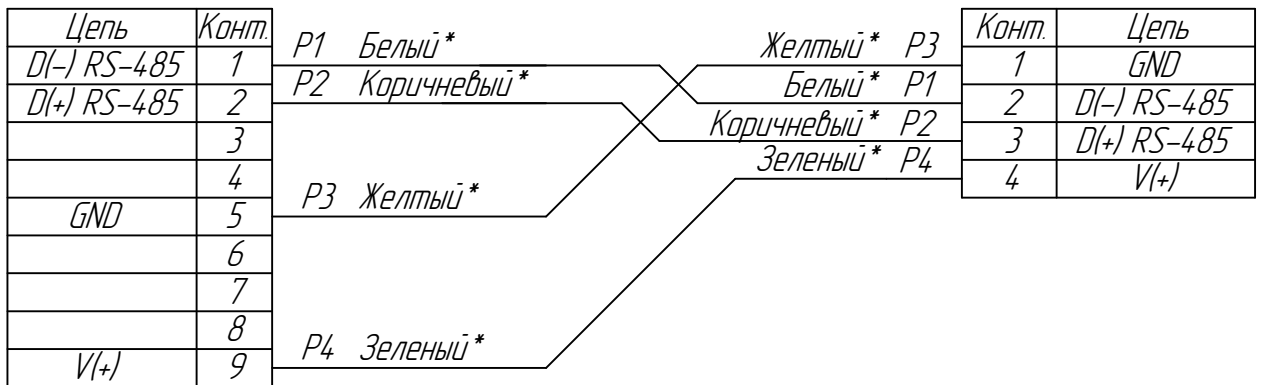 Цепь Конт.
D(-) RS-485 1
D(+) RS-485 2
3
4
GND 5
6
7
8
V(+) 9
P1 Белый*
P2 Коричневый*
P3 Желтый*
P4 Зеленый*
Желтый* P3
Белый* P1
Коричневый* P2
Зеленый* P4
Конт. Цепь
1 GND
2 D(-) RS-485
3 D(+) RS-485
4 V(+)